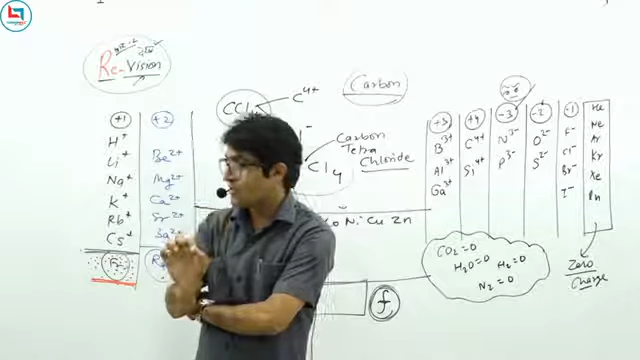 Re-Vision
+1
H+
Li+
Na+
K+
Rb+
Cs+
+2
Be2+
Mg2+
Ca2+
Sr2+
Ba2+
CCl4
C4+
Carbon
Carbon
Tetra
Chloride
Ni Cu Zn
f
+3
B3+
Al3+
Ga3+
+4
C4+
Si4+
-3
N3-
P3-
-2
O2-
S2-
-1
F-
Cl-
Br-
I-
He
Ne
Ar
Kr
Xe
Rn
CO2=0
H2O=0 H2=0
N2=0
Zero
Charge